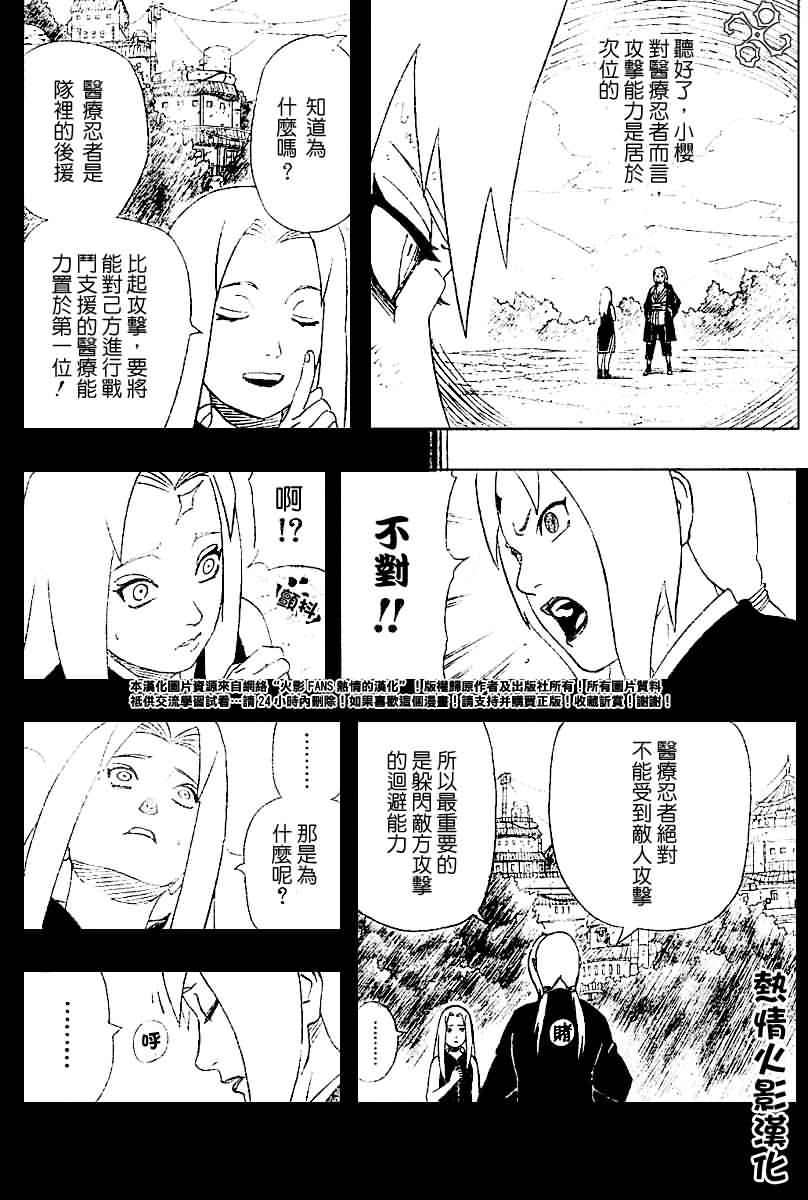 聽好了，小櫻
對醫療忍者而言，
攻擊能力是居於
次位的
知道為
什麼嗎？
醫療忍者是
隊裡的後援
比起攻擊，要將
能對己方進行戰
鬥支援的醫療能
力置於第一位！
不對！！
啊！？
顫抖
本漢化圖片資源來自網絡“火影FANS熱情的漢化”！版權歸原作者及出版社所有！所有圖片資料
祗供交流學習試看…請24小時內刪除！如果喜歡這個漫畫！請支持并購買正版！收藏訢賞！謝謝！
醫療忍者絕對
不能受到敵人攻擊
所以最重要的
是躲閃敵方攻擊
的迴避能力
………
那是為
什麼呢？
……
賭
呼
………
熱情火影漢化